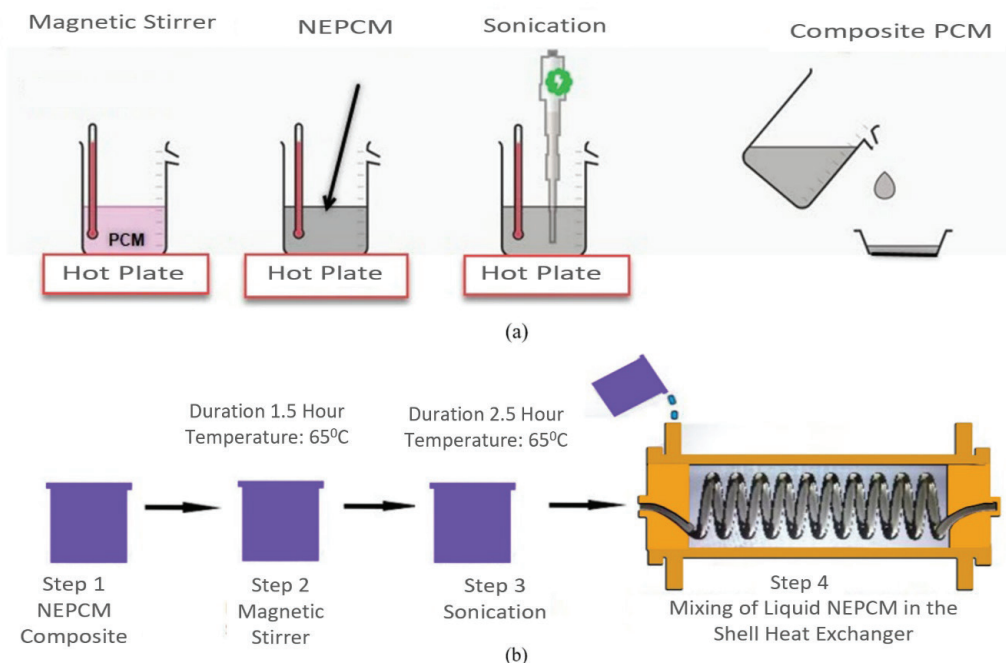 Magnetic Stirrer
NEPCM
Sonication
Composite PCM
PCM
Hot Plate
Hot Plate
Hot Plate
(a)
Duration 1.5 Hour
Temperature: 65⁰C
Duration 2.5 Hour
Temperature: 65⁰C
Step 1
NEPCM
Composite
Step 2
Magnetic
Stirrer
Step 3
Sonication
Step 4
Mixing of Liquid NEPCM in the
Shell Heat Exchanger
(b)